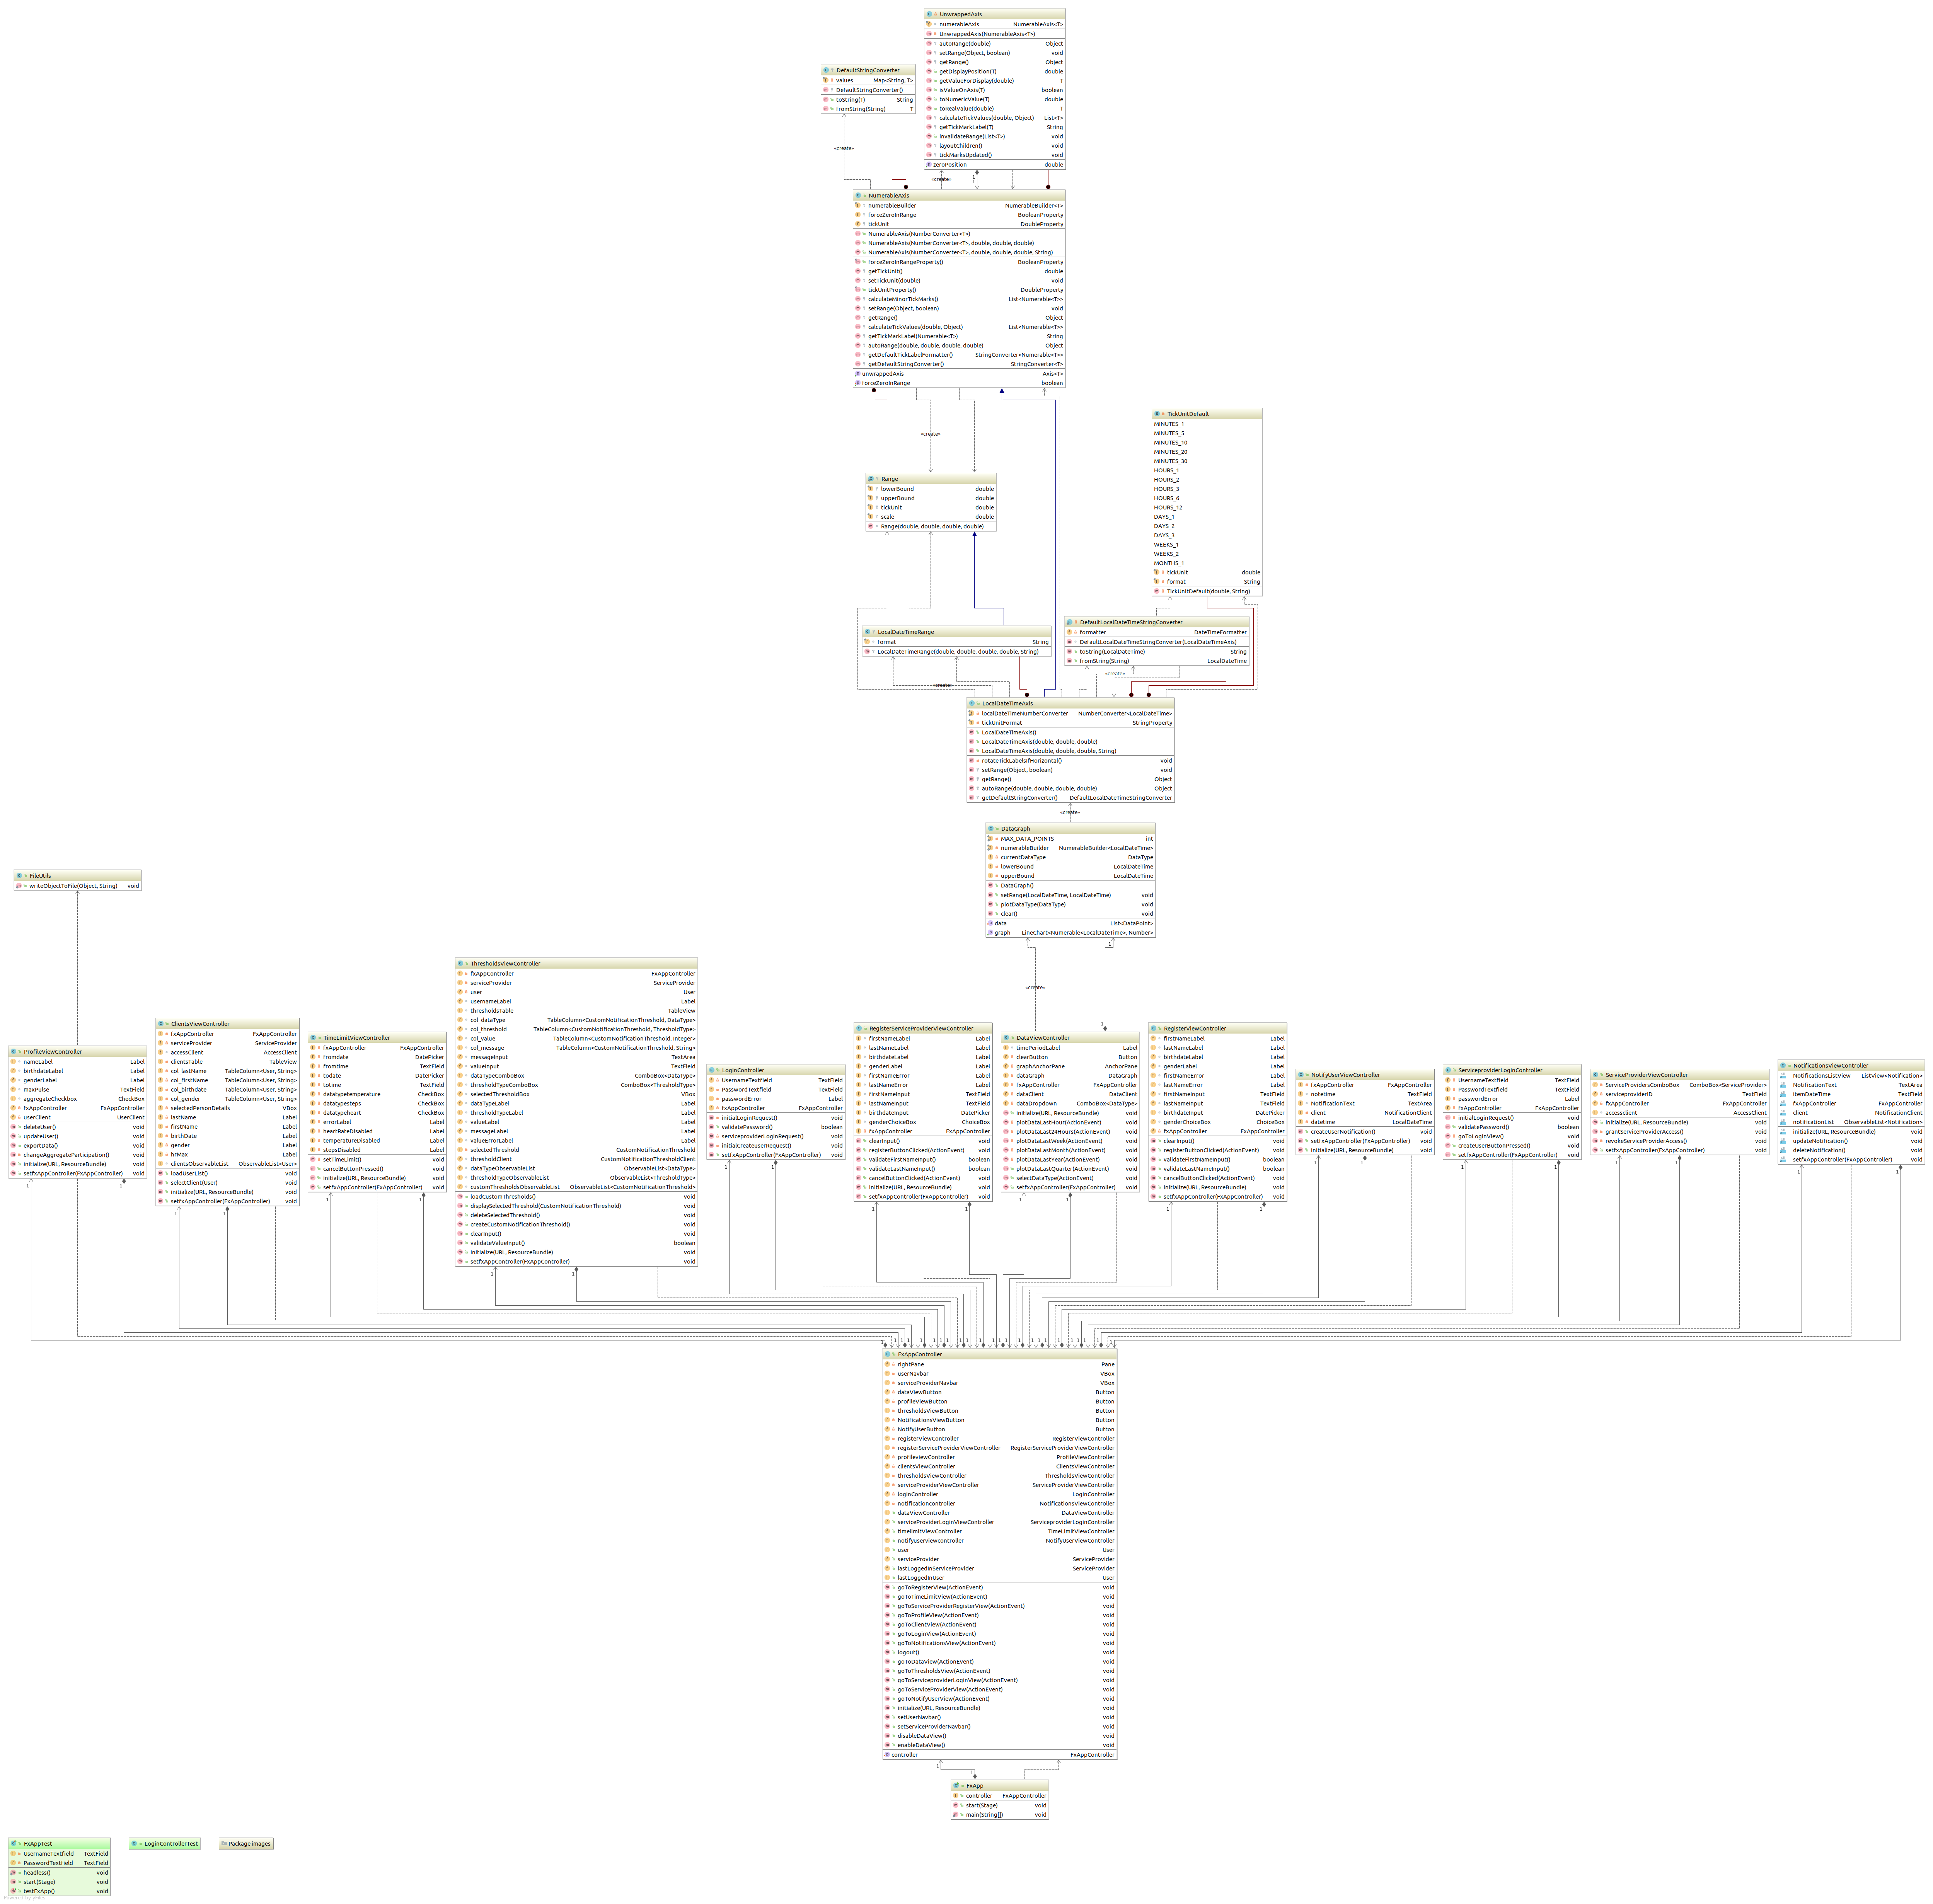 UnwrappedAxis
numerableAxis NumerableAxis<T>
UnwrappedAxis(NumerableAxis<T>)
autoRange(double) Object
setRange(Object, boolean) void
getRange() Object
getDisplayPosition(T) double
getValueForDisplay(double) T
isValueOnAxis(T) boolean
toNumericValue(T) double
toRealValue(double) T
calculateTickValues(double, Object) List<T>
getTickMarkLabel(T) String
invalidateRange(List<T>) void
layoutChildren() void
tickMarksUpdated() void
zeroPosition double
DefaultStringConverter
values Map<String, T>
DefaultStringConverter()
toString(T) String
fromString(String) T
«create»
«create»
1
1
NumerableAxis
numerableBuilder NumerableBuilder<T>
forceZeroInRange BooleanProperty
tickUnit DoubleProperty
NumerableAxis(NumberConverter<T>)
NumerableAxis(NumberConverter<T>, double, double, double)
NumerableAxis(NumberConverter<T>, double, double, double, String)
forceZeroInRangeProperty() BooleanProperty
getTickUnit() double
setTickUnit(double) void
tickUnitProperty() DoubleProperty
calculateMinorTickMarks() List<Numerable<T>>
setRange(Object, boolean) void
getRange() Object
calculateTickValues(double, Object) List<Numerable<T>>
getTickMarkLabel(Numerable<T>) String
autoRange(double, double, double, double) Object
getDefaultTickLabelFormatter() StringConverter<Numerable<T>>
getDefaultStringConverter() StringConverter<T>
unwrappedAxis Axis<T>
forceZeroInRange boolean
«create»
Range
lowerBound double
upperBound double
tickUnit double
scale double
Range(double, double, double, double)
TickUnitDefault
MINUTES_1
MINUTES_5
MINUTES_10
MINUTES_20
MINUTES_30
HOURS_1
HOURS_2
HOURS_3
HOURS_6
HOURS_12
DAYS_1
DAYS_2
DAYS_3
WEEKS_1
WEEKS_2
MONTHS_1
tickUnit double
format String
TickUnitDefault(double, String)
LocalDateTimeRange
format String
LocalDateTimeRange(double, double, double, double, String)
DefaultLocalDateTimeStringConverter
formatter DateTimeFormatter
DefaultLocalDateTimeStringConverter(LocalDateTimeAxis)
toString(LocalDateTime) String
fromString(String) LocalDateTime
«create»
«create»
LocalDateTimeAxis
localDateTimeNumberConverter NumberConverter<LocalDateTime>
tickUnitFormat StringProperty
LocalDateTimeAxis()
LocalDateTimeAxis(double, double, double)
LocalDateTimeAxis(double, double, double, String)
rotateTickLabelsIfHorizontal() void
setRange(Object, boolean) void
getRange() Object
autoRange(double, double, double, double) Object
getDefaultStringConverter() DefaultLocalDateTimeStringConverter
«create»
DataGraph
MAX_DATA_POINTS int
numerableBuilder NumerableBuilder<LocalDateTime>
currentDataType DataType
lowerBound LocalDateTime
upperBound LocalDateTime
DataGraph()
setRange(LocalDateTime, LocalDateTime) void
plotDataType(DataType) void
clear() void
data List<DataPoint>
graph LineChart<Numerable<LocalDateTime>, Number>
1
«create»
1
FileUtils
writeObjectToFile(Object, String) void
ProfileViewController
nameLabel Label
birthdateLabel Label
genderLabel Label
maxPulse TextField
aggregateCheckbox CheckBox
fxAppController FxAppController
userClient UserClient
deleteUser() void
updateUser() void
changeAggregateParticipation() void
initialize(URL, ResourceBundle) void
exportData() void
setfxAppController(FxAppController) void
ClientsViewController
fxAppController FxAppController
serviceProvider ServiceProvider
accessClient AccessClient
clientsTable TableView
col_lastName TableColumn<User, String>
col_firstName TableColumn<User, String>
col_birthdate TableColumn<User, String>
col_gender TableColumn<User, String>
selectedPersonDetails VBox
firstName Label
lastName Label
birthDate Label
gender Label
hrMax Label
clientsObservableList ObservableList<User>
loadUserList() void
selectClient(User) void
initialize(URL, ResourceBundle) void
setfxAppController(FxAppController) void
TimeLimitViewController
fxAppController FxAppController
fromdate DatePicker
fromtime TextField
todate DatePicker
totime TextField
datatypetemperature CheckBox
datatypesteps CheckBox
datatypeheart CheckBox
errorLabel Label
heartRateDisabled Label
temperatureDisabled Label
stepsDisabled Label
setTimeLimit() void
cancelButtonPressed() void
initialize(URL, ResourceBundle) void
setfxAppController(FxAppController) void
ThresholdsViewController
fxAppController FxAppController
serviceProvider ServiceProvider
user User
usernameLabel Label
thresholdsTable TableView
col_dataType TableColumn<CustomNotificationThreshold, DataType>
col_threshold TableColumn<CustomNotificationThreshold, ThresholdType>
col_value TableColumn<CustomNotificationThreshold, Integer>
col_message TableColumn<CustomNotificationThreshold, String>
messageInput TextArea
valueInput TextField
dataTypeComboBox ComboBox<DataType>
thresholdTypeComboBox ComboBox<ThresholdType>
selectedThresholdBox VBox
dataTypeLabel Label
thresholdTypeLabel Label
valueLabel Label
messageLabel Label
valueErrorLabel Label
selectedThreshold CustomNotificationThreshold
thresholdClient CustomNotificationThresholdClient
dataTypeObservableList ObservableList<DataType>
thresholdTypeObservableList ObservableList<ThresholdType>
customThresholdsObservableList ObservableList<CustomNotificationThreshold>
loadCustomThresholds() void
displaySelectedThreshold(CustomNotificationThreshold) void
deleteSelectedThreshold() void
createCustomNotificationThreshold() void
clearInput() void
validateValueInput() boolean
initialize(URL, ResourceBundle) void
setfxAppController(FxAppController) void
LoginController
UsernameTextfield TextField
PasswordTextfield TextField
passwordError Label
fxAppController FxAppController
initialLoginRequest() void
validatePassword() boolean
serviceproviderLoginRequest() void
initialCreateuserRequest() void
setfxAppController(FxAppController) void
RegisterServiceProviderViewController
firstNameLabel Label
lastNameLabel Label
birthdateLabel Label
genderLabel Label
firstNameError Label
lastNameError Label
firstNameInput TextField
lastNameInput TextField
birthdateInput DatePicker
genderChoiceBox ChoiceBox
fxAppController FxAppController
clearInput() void
registerButtonClicked(ActionEvent) void
validateFirstNameInput() boolean
validateLastNameInput() boolean
cancelButtonClicked(ActionEvent) void
initialize(URL, ResourceBundle) void
setfxAppController(FxAppController) void
DataViewController
timePeriodLabel Label
clearButton Button
graphAnchorPane AnchorPane
dataGraph DataGraph
fxAppController FxAppController
dataClient DataClient
dataDropdown ComboBox<DataType>
initialize(URL, ResourceBundle) void
plotDataLastHour(ActionEvent) void
plotDataLast24Hours(ActionEvent) void
plotDataLastWeek(ActionEvent) void
plotDataLastMonth(ActionEvent) void
plotDataLastQuarter(ActionEvent) void
plotDataLastYear(ActionEvent) void
selectDataType(ActionEvent) void
setfxAppController(FxAppController) void
RegisterViewController
firstNameLabel Label
lastNameLabel Label
birthdateLabel Label
genderLabel Label
firstNameError Label
lastNameError Label
firstNameInput TextField
lastNameInput TextField
birthdateInput DatePicker
genderChoiceBox ChoiceBox
fxAppController FxAppController
clearInput() void
registerButtonClicked(ActionEvent) void
validateFirstNameInput() boolean
validateLastNameInput() boolean
cancelButtonClicked(ActionEvent) void
initialize(URL, ResourceBundle) void
setfxAppController(FxAppController) void
NotifyUserViewController
fxAppController FxAppController
notetime TextField
NotificationText TextArea
client NotificationClient
datetime LocalDateTime
createUserNotification() void
setfxAppController(FxAppController) void
initialize(URL, ResourceBundle) void
ServiceproviderLoginController
UsernameTextfield TextField
PasswordTextfield TextField
passwordError Label
fxAppController FxAppController
initialLoginRequest() void
validatePassword() boolean
goToLoginView() void
createUserButtonPressed() void
setfxAppController(FxAppController) void
ServiceProviderViewController
ServiceProvidersComboBox ComboBox<ServiceProvider>
serviceproviderID TextField
fxAppController FxAppController
accessclient AccessClient
initialize(URL, ResourceBundle) void
grantServiceProviderAccess() void
revokeServiceProviderAccess() void
setfxAppController(FxAppController) void
NotificationsViewController
NotificationsListView ListView<Notification>
NotificationText TextArea
itemDateTime TextField
fxAppController FxAppController
client NotificationClient
notificationList ObservableList<Notification>
initialize(URL, ResourceBundle) void
updateNotification() void
deleteNotification() void
setfxAppController(FxAppController) void
FxAppController
rightPane Pane
userNavbar VBox
serviceProviderNavbar VBox
dataViewButton Button
profileViewButton Button
thresholdsViewButton Button
NotificationsViewButton Button
NotifyUserButton Button
registerViewController RegisterViewController
registerServiceProviderViewController RegisterServiceProviderViewController
profileviewController ProfileViewController
clientsViewController ClientsViewController
thresholdsViewController ThresholdsViewController
serviceProviderViewController ServiceProviderViewController
loginController LoginController
notificationcontroller NotificationsViewController
dataViewController DataViewController
serviceProviderLoginViewController ServiceproviderLoginController
timelimitViewController TimeLimitViewController
notifyuserviewcontroller NotifyUserViewController
user User
serviceProvider ServiceProvider
lastLoggedInServiceProvider ServiceProvider
lastLoggedInUser User
goToRegisterView(ActionEvent) void
goToTimeLimitView(ActionEvent) void
goToServiceProviderRegisterView(ActionEvent) void
goToProfileView(ActionEvent) void
goToClientView(ActionEvent) void
goToLoginView(ActionEvent) void
goToNotificationsView(ActionEvent) void
logout() void
goToDataView(ActionEvent) void
goToThresholdsView(ActionEvent) void
goToServiceproviderLoginView(ActionEvent) void
goToServiceProviderView(ActionEvent) void
goToNotifyUserView(ActionEvent) void
initialize(URL, ResourceBundle) void
setUserNavbar() void
setServiceProviderNavbar() void
disableDataView() void
enableDataView() void
controller FxAppController
1
1
FxApp
controller FxAppController
start(Stage) void
main(String[]) void
FxAppTest
UsernameTextfield TextField
PasswordTextfield TextField
headless() void
start(Stage) void
testFxApp() void
LoginControllerTest
Package images